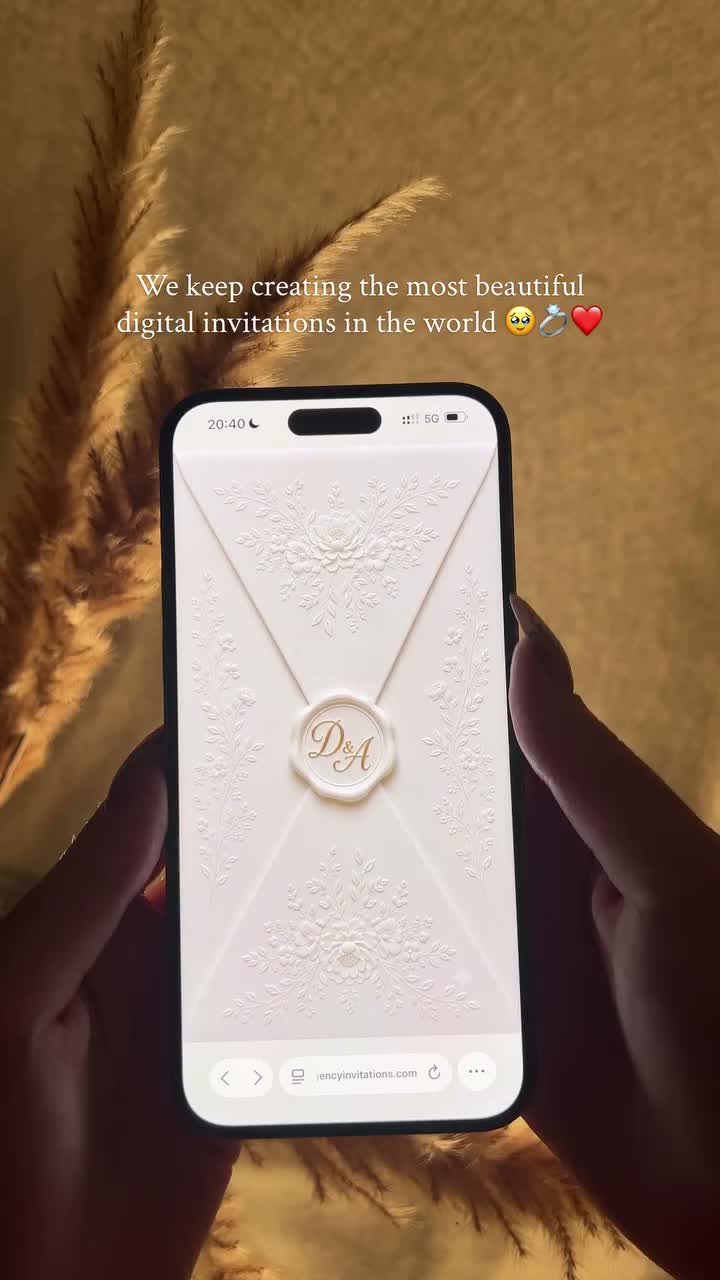 We keep creating the most beautiful
digital invitations in the world 🥹💍❤️
20:40
5G
D&A
encyinvitations.com